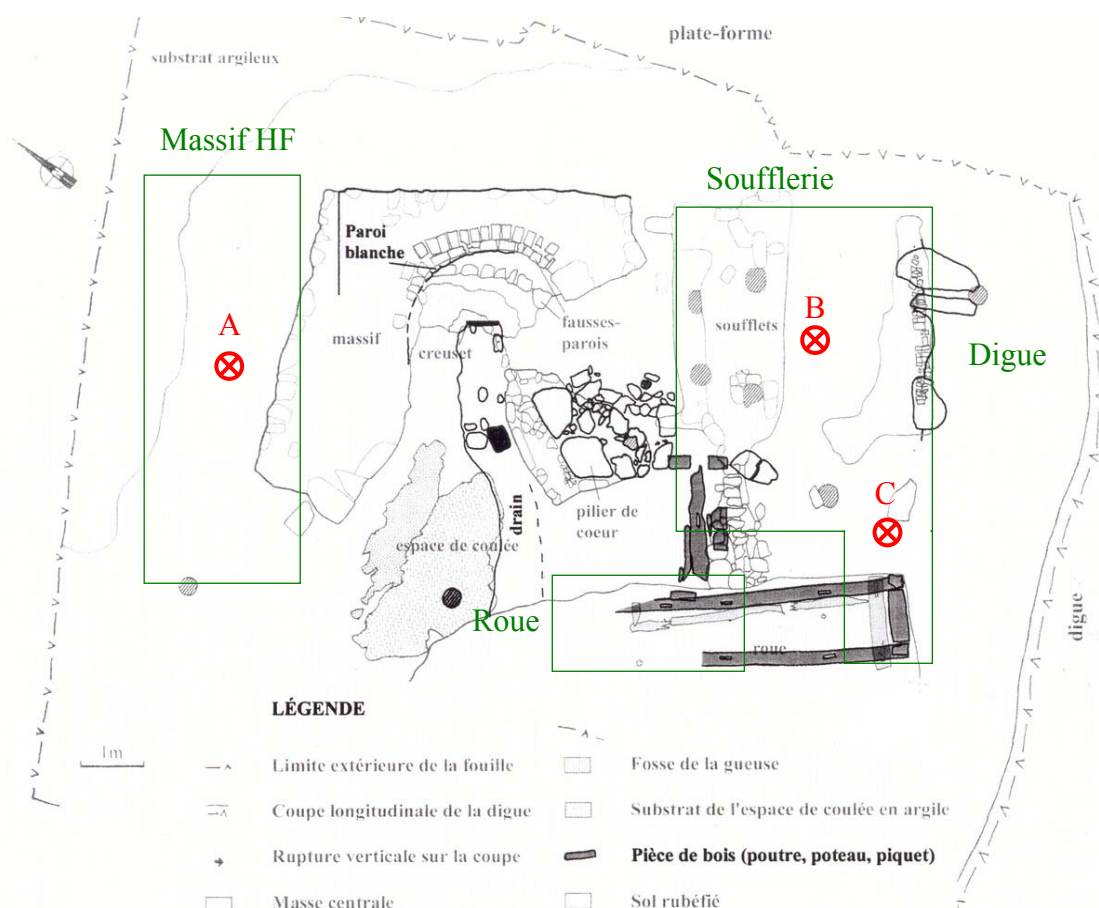 plate-forme
substrat argileux
Massif HF
Soufflerie
Paroi
blanche
A
B
massif
creuset
fausses-
parois
soufflets
Digue
C
drain
pilier de
coeur
espace de coulée
Roue
roue
digue
LÉGENDE
1m
Limite extérieure de la fouille
Fosse de la gueuse
Coupe longitudinale de la digue
Substrat de l'espace de coulée en argile
Rupture verticale sur la coupe
Pièce de bois (poutre, poteau, piquet)
Masse centrale
Sol rubéfié